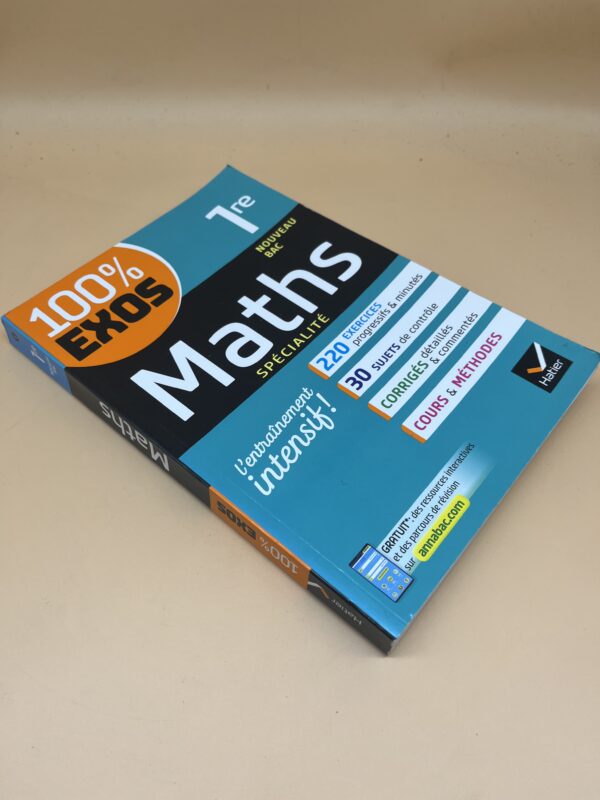 100%
EXOS
1re
NOUVEAU
BAC
Maths
SPÉCIALITÉ
220 EXERCICES
progressifs & minutés
30 SUJETS de contrôle
CORRIGÉS détaillés
& commentés
COURS & MÉTHODES
l'entraînement
intensif !
Hatier
GRATUIT* : des ressources interactives
et des parcours de révision
sur annabac.com
Maths
100% EXOS
Hatier